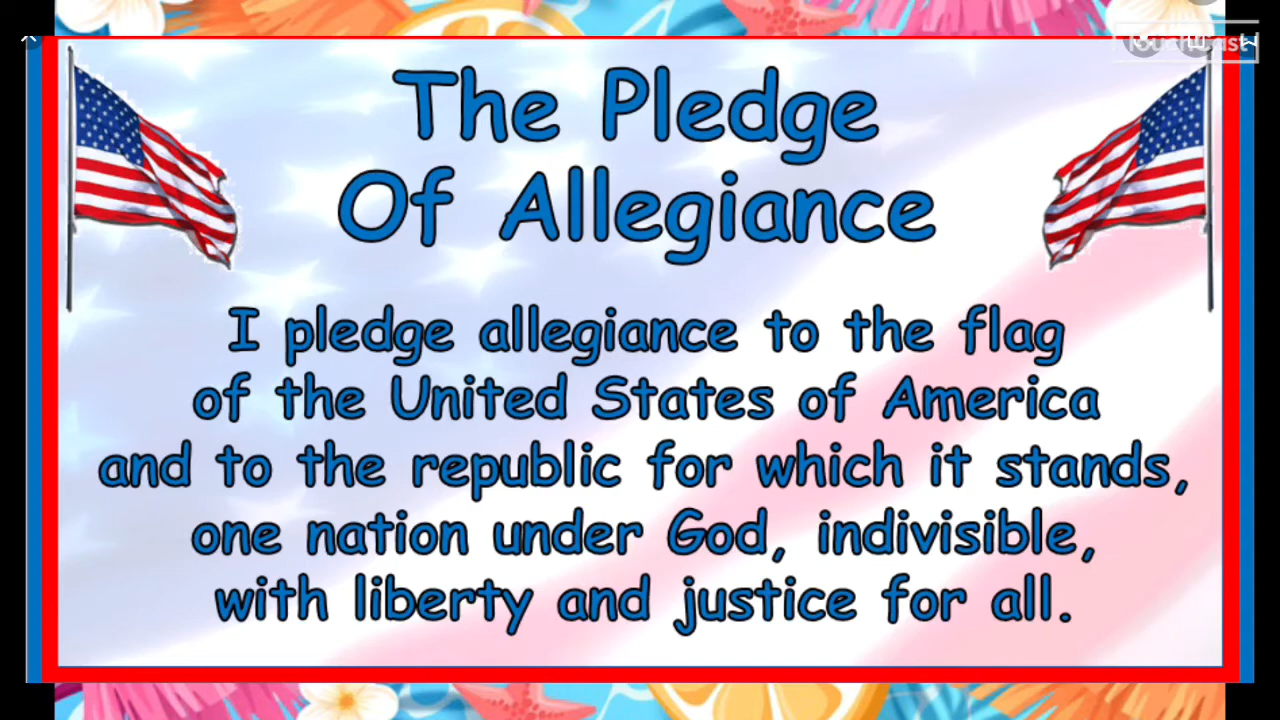 The Pledge
Of Allegiance
I pledge allegiance to the flag
of the United States of America
and to the republic for which it stands,
one nation under God, indivisible,
with liberty and justice for all.